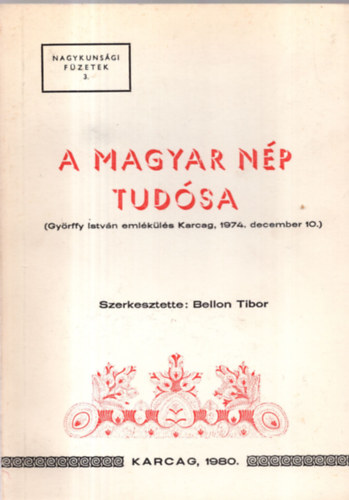 NAGYKUNSÁGI
FÜZETEK
3.
A MAGYAR NÉP
TUDÓSA
(Györffy István emlékülés Karcag, 1974. december 10.)
Szerkesztette: Bellon Tibor
KARCAG, 1980.